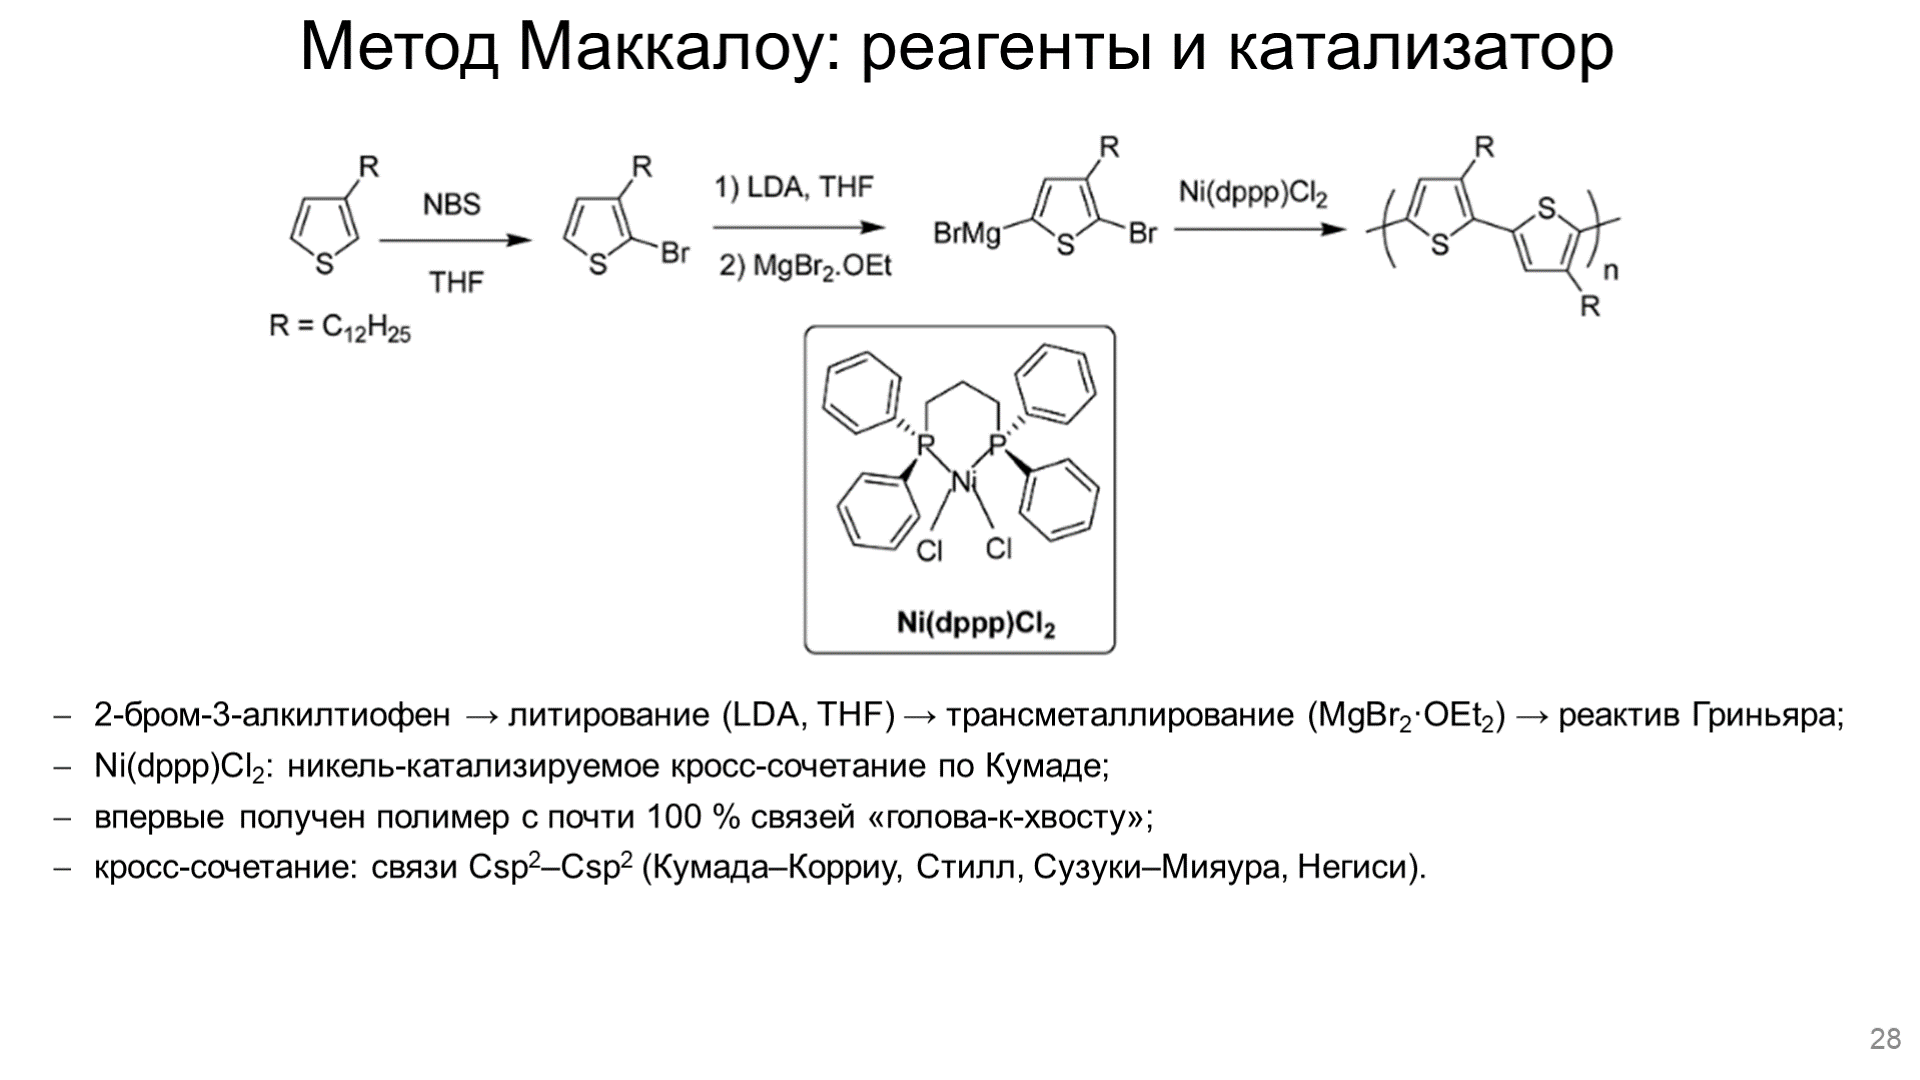 Метод Маккалоу: реагенты и катализатор
R
S
R = C₁₂H₂₅
NBS
THF
R
S
Br
1) LDA, THF
2) MgBr₂.OEt
R
BrMg
S
Br
Ni(dppp)Cl₂
R
S
S
R
n
P
P
Ni
Cl
Cl
Ni(dppp)Cl₂
– 2-бром-3-алкилтиофен → литирование (LDA, THF) → трансметаллирование (MgBr₂·OEt₂) → реактив Гриньяра;
– Ni(dppp)Cl₂: никель-катализируемое кросс-сочетание по Кумаде;
– впервые получен полимер с почти 100 % связей «голова-к-хвосту»;
– кросс-сочетание: связи Csp²–Csp² (Кумада–Корриу, Стилл, Сузуки–Мияура, Негиси).
28